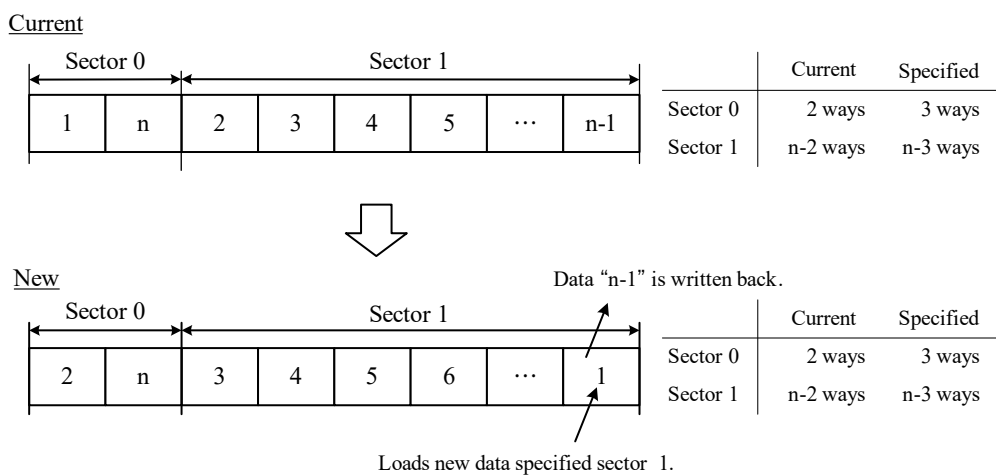 Current
Sector 0 Sector 1
Current Specified
1 n 2 3 4 5 ··· n-1
Sector 0 2 ways 3 ways
Sector 1 n-2 ways n-3 ways
New
Data “n-1” is written back.
Sector 0 Sector 1
Current Specified
2 n 3 4 5 6 ··· 1
Sector 0 2 ways 3 ways
Sector 1 n-2 ways n-3 ways
Loads new data specified sector 1.